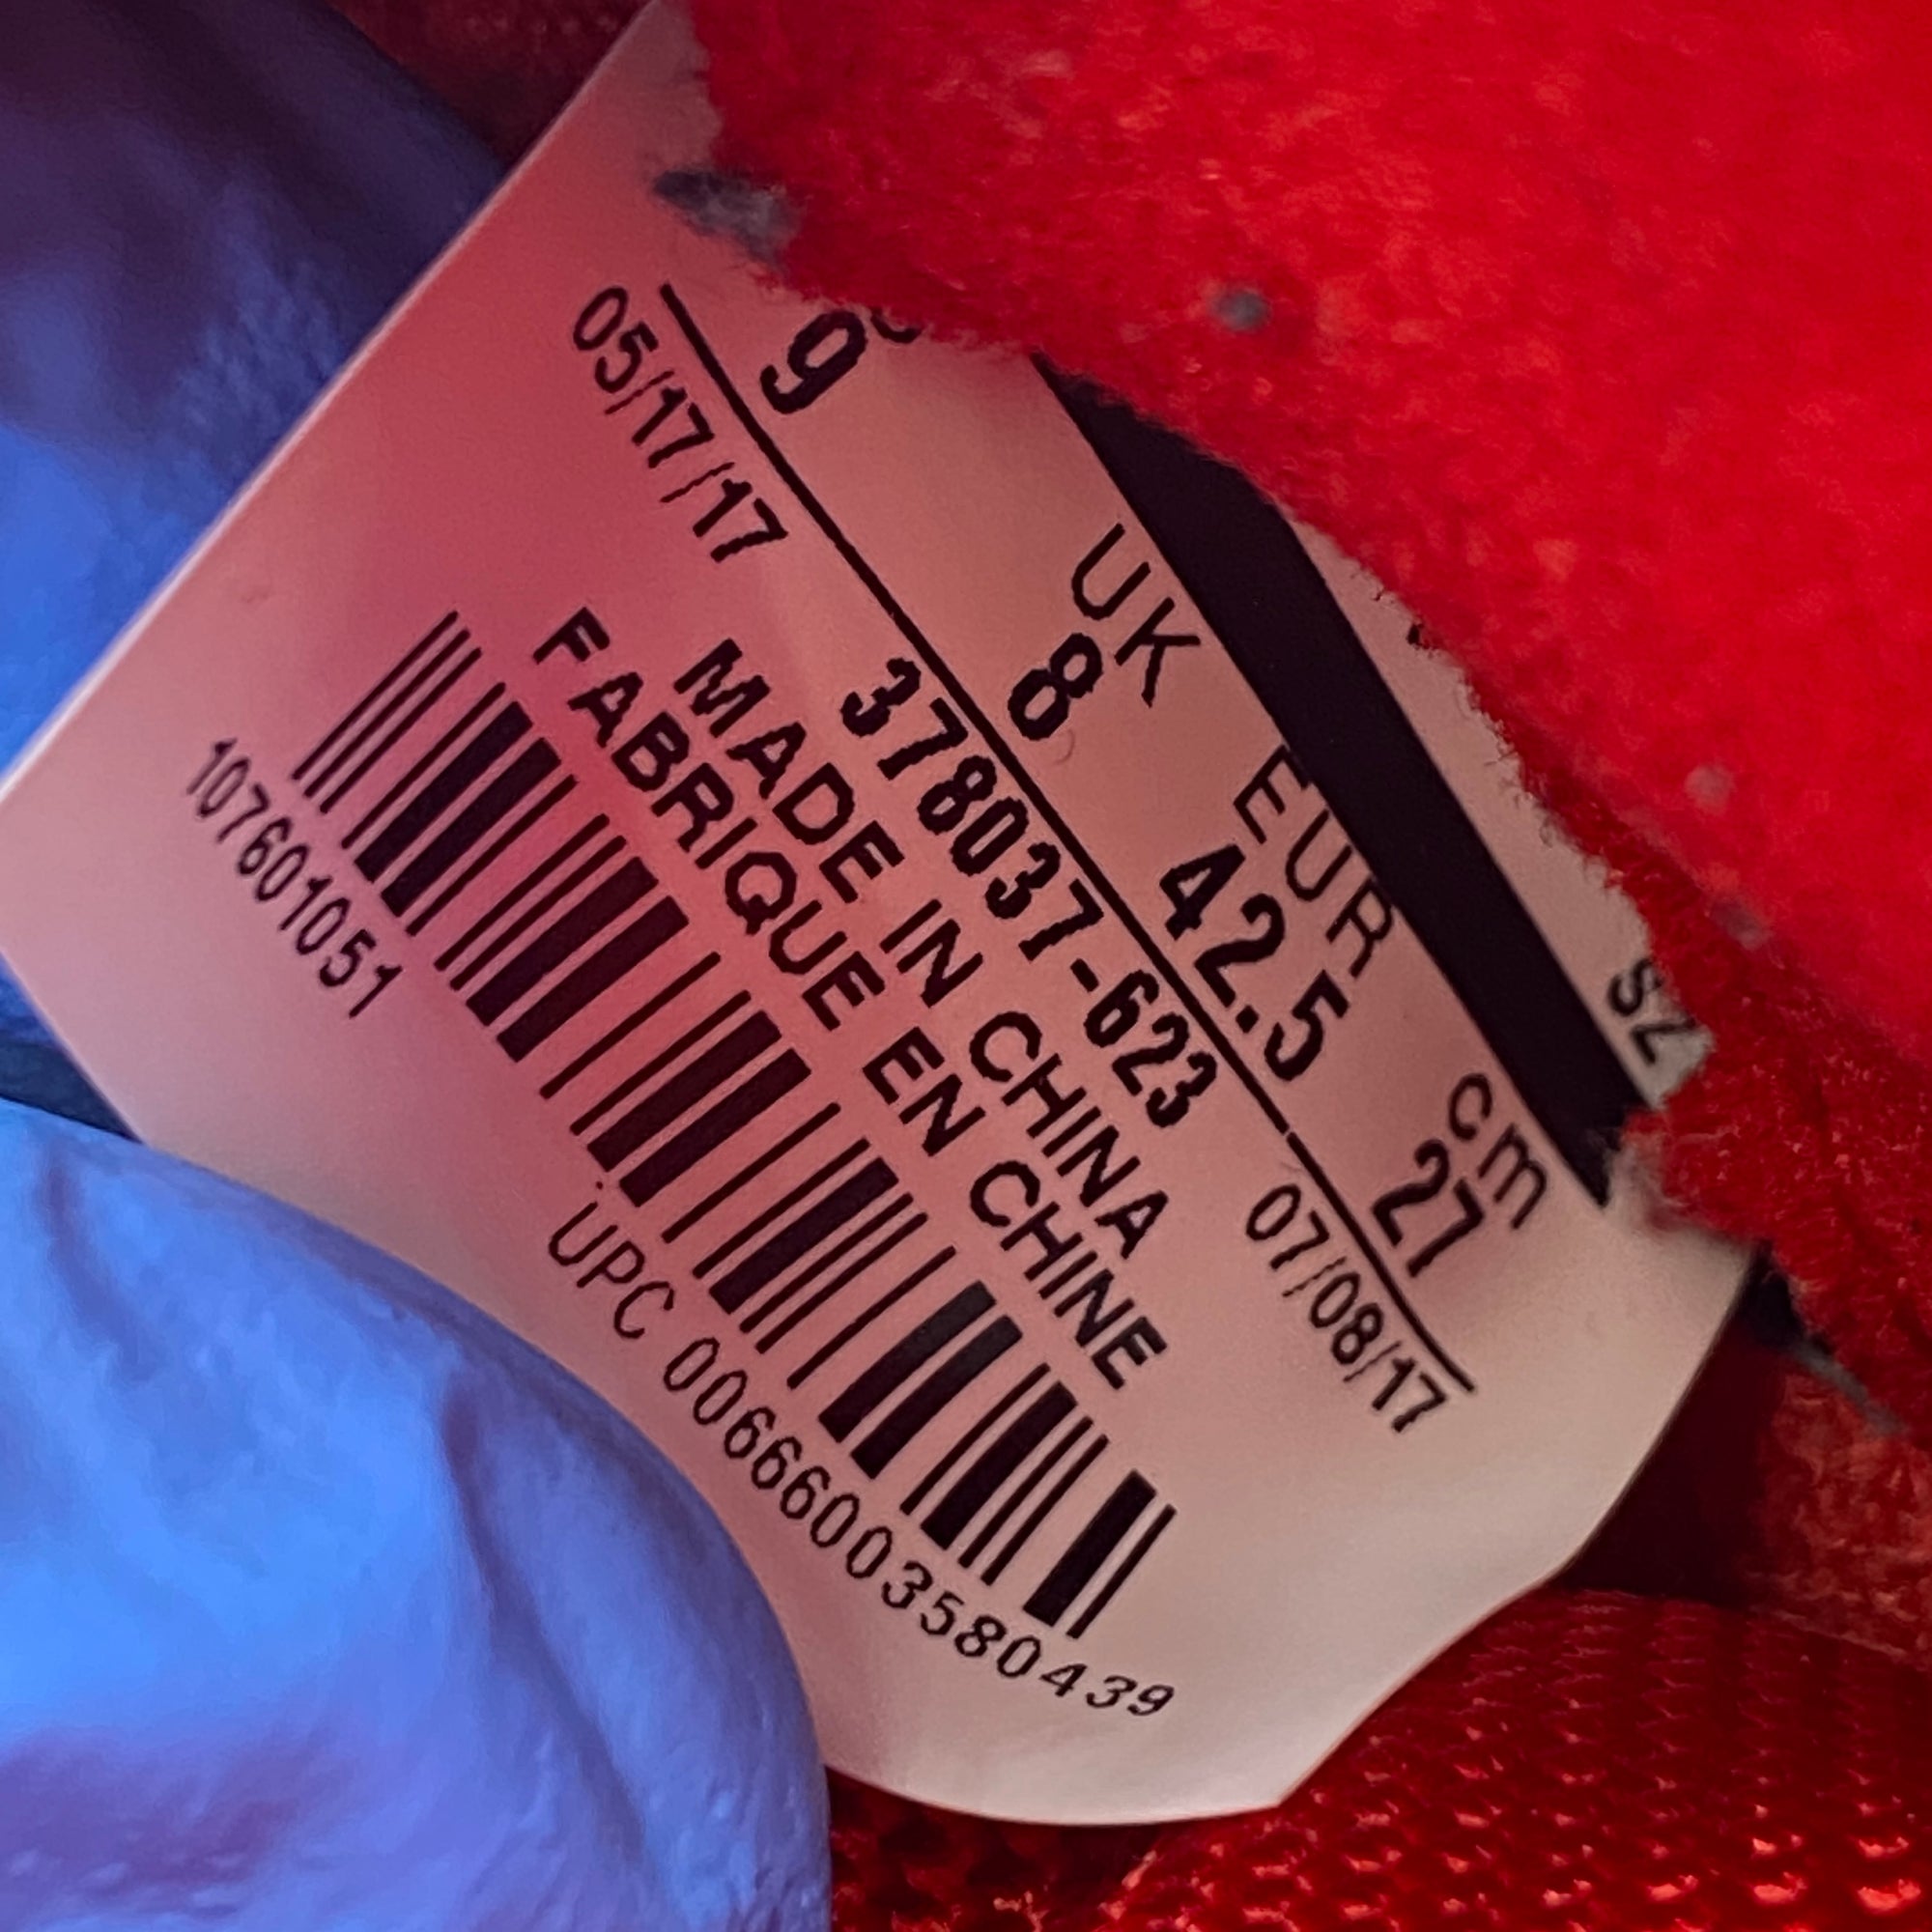 SZ
UK EUR cm
9 8 42.5 27
05/17/17 378037-623 07/08/17
MADE IN CHINA
FABRIQUE EN CHINE
107601051
UPC 00666003580439